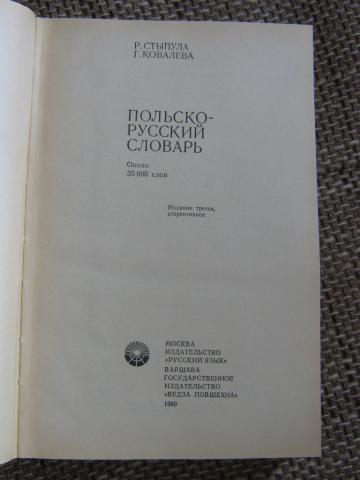 Р. СТЫПУЛА
Г. КОВАЛЕВА
ПОЛЬСКО-
РУССКИЙ
СЛОВАРЬ
Около
35 000 слов
Издание третье,
стереотипное
МОСКВА
ИЗДАТЕЛЬСТВО
«РУССКИЙ ЯЗЫК»
ВАРШАВА
ГОСУДАРСТВЕННОЕ
ИЗДАТЕЛЬСТВО
«ВЕДЗА ПОВШЕХНА»
1980